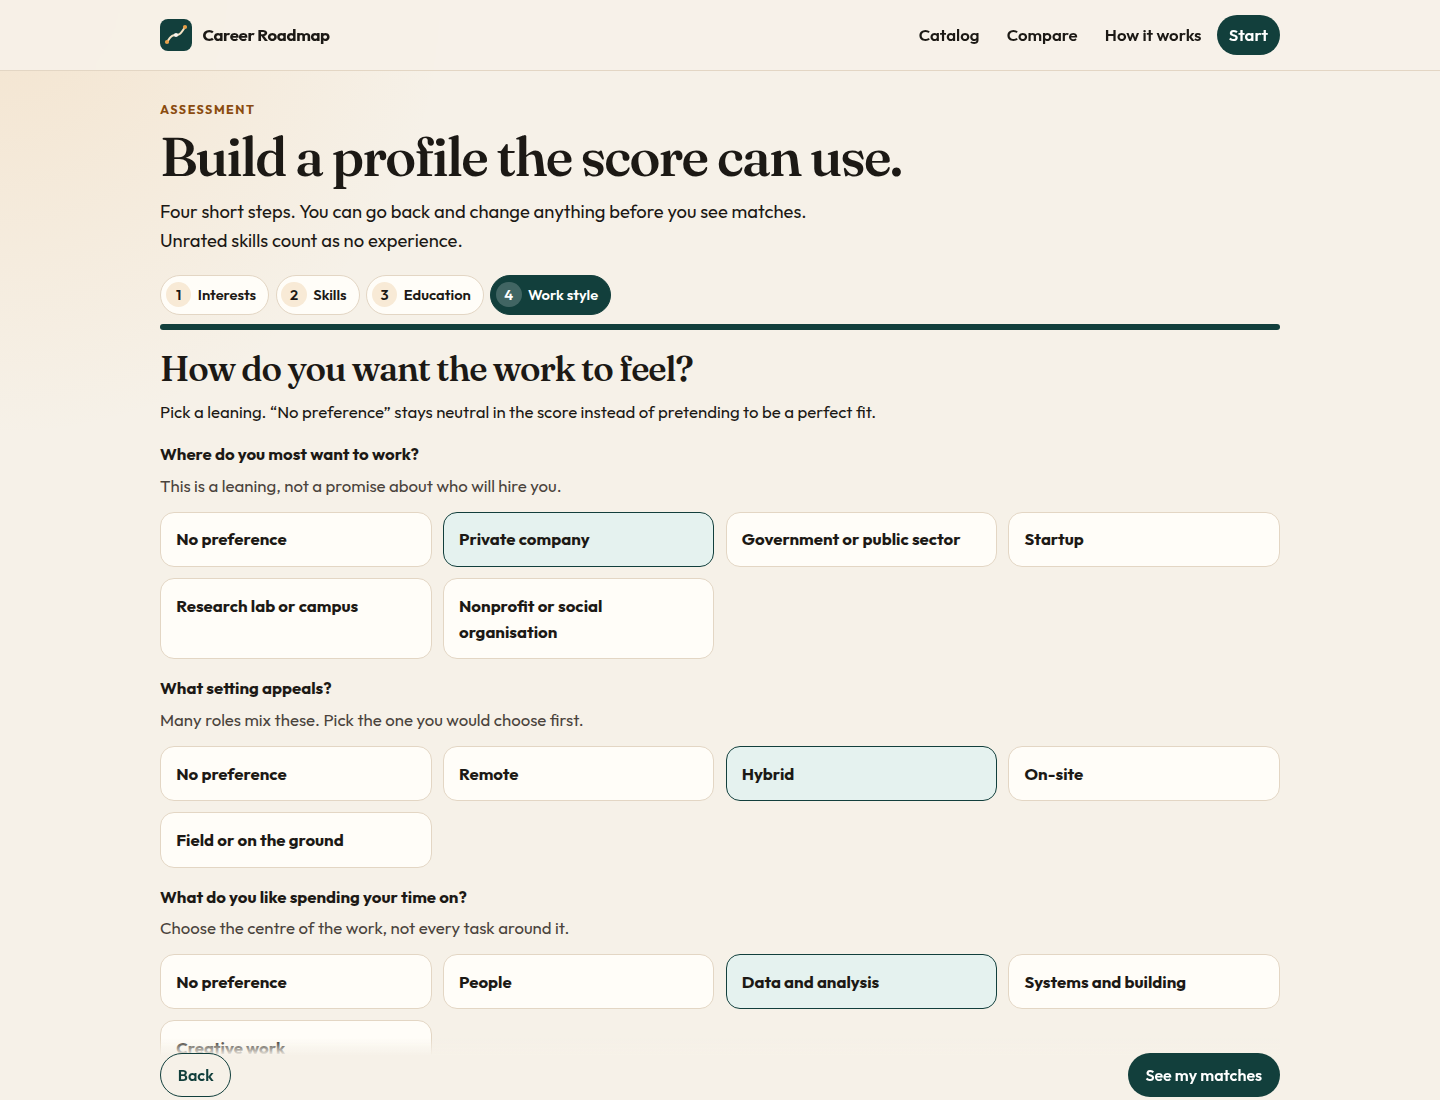 Career Roadmap
Catalog
Compare
How it works
Start
ASSESSMENT
Build a profile the score can use.
Four short steps. You can go back and change anything before you see matches.
Unrated skills count as no experience.
1 Interests
2 Skills
3 Education
4 Work style
How do you want the work to feel?
Pick a leaning. “No preference” stays neutral in the score instead of pretending to be a perfect fit.
Where do you most want to work?
This is a leaning, not a promise about who will hire you.
No preference
Private company
Government or public sector
Startup
Research lab or campus
Nonprofit or social
organisation
What setting appeals?
Many roles mix these. Pick the one you would choose first.
No preference
Remote
Hybrid
On-site
Field or on the ground
What do you like spending your time on?
Choose the centre of the work, not every task around it.
No preference
People
Data and analysis
Systems and building
Creative work
Back
See my matches